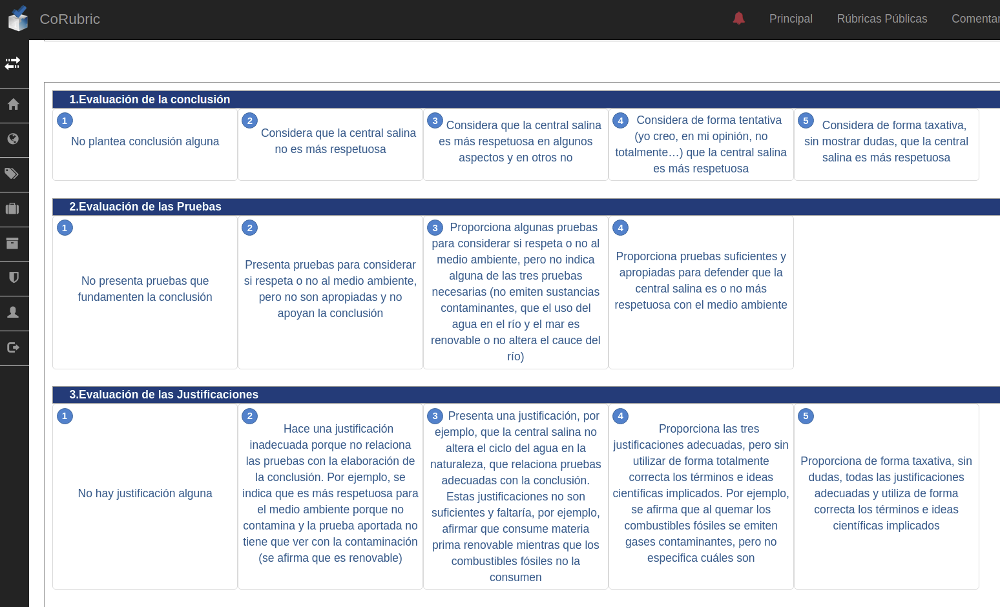 CoRubric
Principal
Rúbricas Públicas
Comentar
1.Evaluación de la conclusión
1
No plantea conclusión alguna
2
Considera que la central salina
no es más respetuosa
3
Considera que la central salina
es más respetuosa en algunos
aspectos y en otros no
4
Considera de forma tentativa
(yo creo, en mi opinión, no
totalmente…) que la central salina
es más respetuosa
5
Considera de forma taxativa,
sin mostrar dudas, que la central
salina es más respetuosa
2.Evaluación de las Pruebas
1
No presenta pruebas que
fundamenten la conclusión
2
Presenta pruebas para considerar
si respeta o no al medio ambiente,
pero no son apropiadas y no
apoyan la conclusión
3
Proporciona algunas pruebas
para considerar si respeta o no al
medio ambiente, pero no indica
alguna de las tres pruebas
necesarias (no emiten sustancias
contaminantes, que el uso del
agua en el río y el mar es
renovable o no altera el cauce del
río)
4
Proporciona pruebas suficientes y
apropiadas para defender que la
central salina es o no más
respetuosa con el medio ambiente
3.Evaluación de las Justificaciones
1
No hay justificación alguna
2
Hace una justificación
inadecuada porque no relaciona
las pruebas con la elaboración de
la conclusión. Por ejemplo, se
indica que es más respetuosa para
el medio ambiente porque no
contamina y la prueba aportada no
tiene que ver con la contaminación
(se afirma que es renovable)
3
Presenta una justificación, por
ejemplo, que la central salina no
altera el ciclo del agua en la
naturaleza, que relaciona pruebas
adecuadas con la conclusión.
Estas justificaciones no son
suficientes y faltaría, por ejemplo,
afirmar que consume materia
prima renovable mientras que los
combustibles fósiles no la
consumen
4
Proporciona las tres
justificaciones adecuadas, pero sin
utilizar de forma totalmente
correcta los términos e ideas
científicas implicados. Por ejemplo,
se afirma que al quemar los
combustibles fósiles se emiten
gases contaminantes, pero no
especifica cuáles son
5
Proporciona de forma taxativa, sin
dudas, todas las justificaciones
adecuadas y utiliza de forma
correcta los términos e ideas
científicas implicados